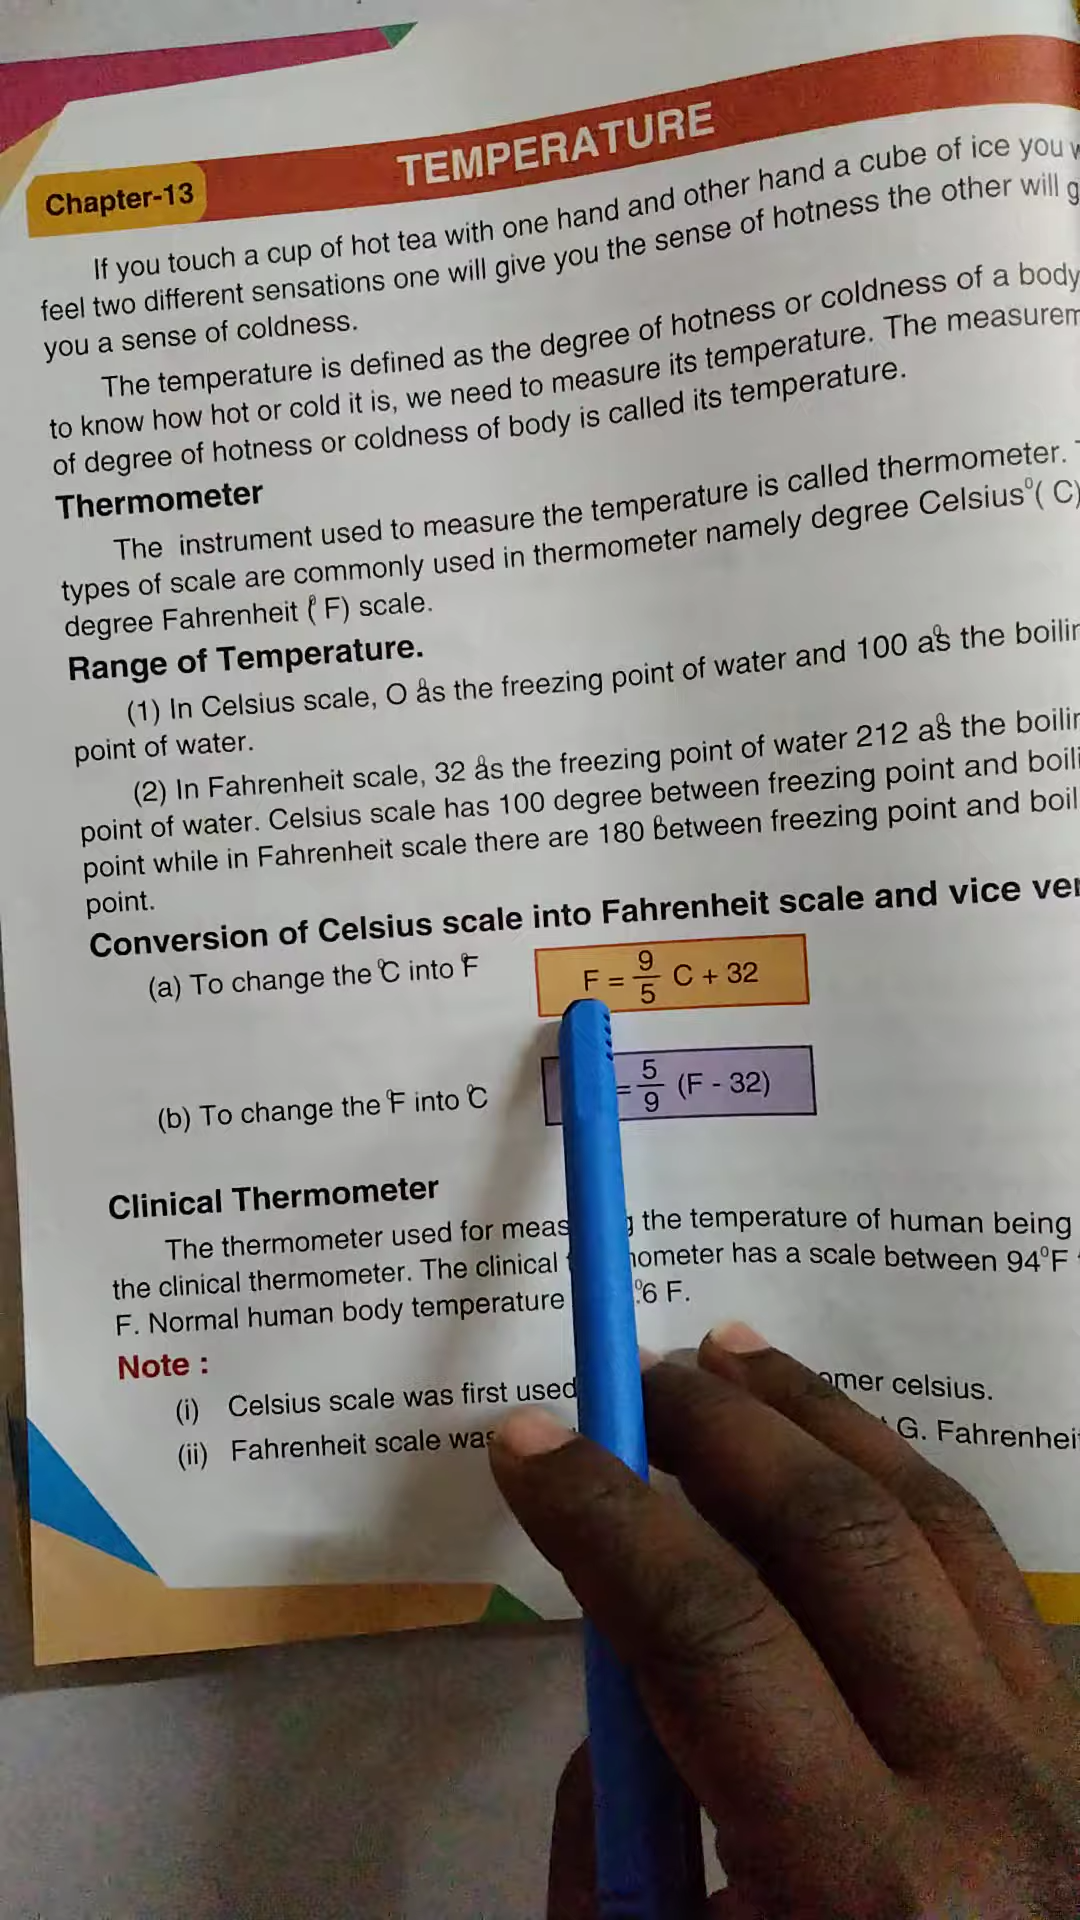 TEMPERATURE
Chapter-13
If you touch a cup of hot tea with one hand and other hand a cube of ice you
feel two different sensations one will give you the sense of hotness the other will
you a sense of coldness.
The temperature is defined as the degree of hotness or coldness of a body
to know how hot or cold it is, we need to measure its temperature. The
of degree of hotness or coldness of body is called its temperature.
Thermometer
The instrument used to measure the temperature is called thermometer.
types of scale are commonly used in thermometer namely degree Celsius⁰( C)
degree Fahrenheit (⁰ F) scale.
Range of Temperature.
(1) In Celsius scale, O as the freezing point of water and 100 as the
point of water.
(2) In Fahrenheit scale, 32 as the freezing point of water 212 as the
point of water. Celsius scale has 100 degree between freezing point and
point while in Fahrenheit scale there are 180 between freezing point and
point.
Conversion of Celsius scale into Fahrenheit scale and vice
(a) To change the ⁰C into ⁰F F = 9/5 C + 32
(b) To change the ⁰F into ⁰C = 5/9 (F - 32)
Clinical Thermometer
The thermometer used for the temperature of human being
the clinical thermometer. The clinical has a scale between 94⁰F
F. Normal human body temperature .⁰6 F.
Note :
(i) Celsius scale was first used celsius.
(ii) Fahrenheit scale was G.